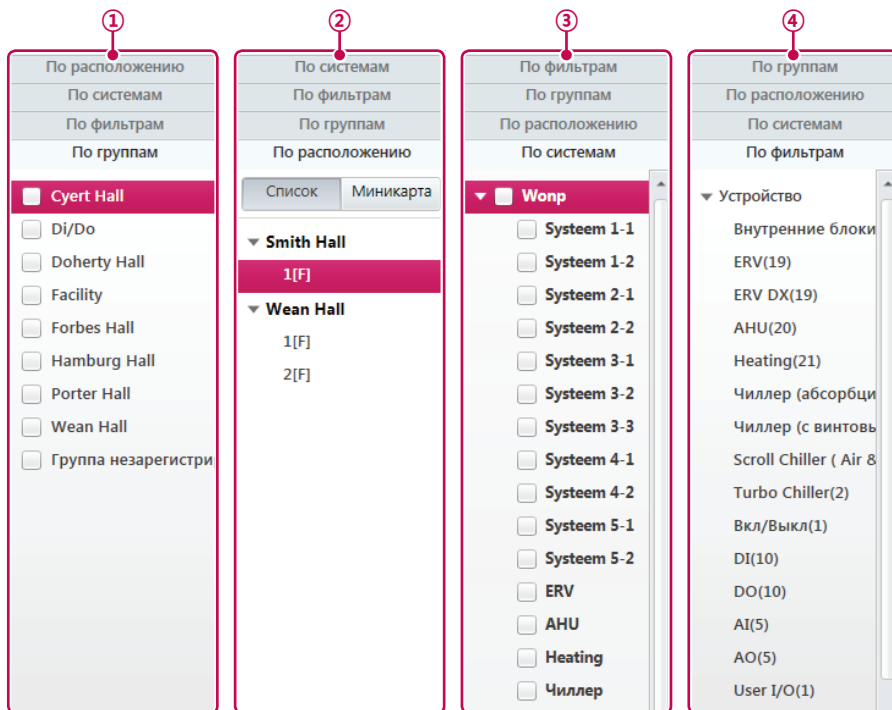 ①
По расположению
По системам
По фильтрам
По группам
Cyert Hall
Di/Do
Doherty Hall
Facility
Forbes Hall
Hamburg Hall
Porter Hall
Wean Hall
Группа незарегистри
②
По системам
По фильтрам
По группам
По расположению
Список Миникарта
Smith Hall
1[F]
Wean Hall
1[F]
2[F]
③
По фильтрам
По группам
По расположению
По системам
Wonp
Systeem 1-1
Systeem 1-2
Systeem 2-1
Systeem 2-2
Systeem 3-1
Systeem 3-2
Systeem 3-3
Systeem 4-1
Systeem 4-2
Systeem 5-1
Systeem 5-2
ERV
AHU
Heating
Чиллер
④
По группам
По расположению
По системам
По фильтрам
Устройство
Внутренние блоки
ERV(19)
ERV DX(19)
AHU(20)
Heating(21)
Чиллер (абсорбци
Чиллер (с винтовь
Scroll Chiller ( Air &
Turbo Chiller(2)
Вкл/Выкл(1)
DI(10)
DO(10)
AI(5)
AO(5)
User I/O(1)